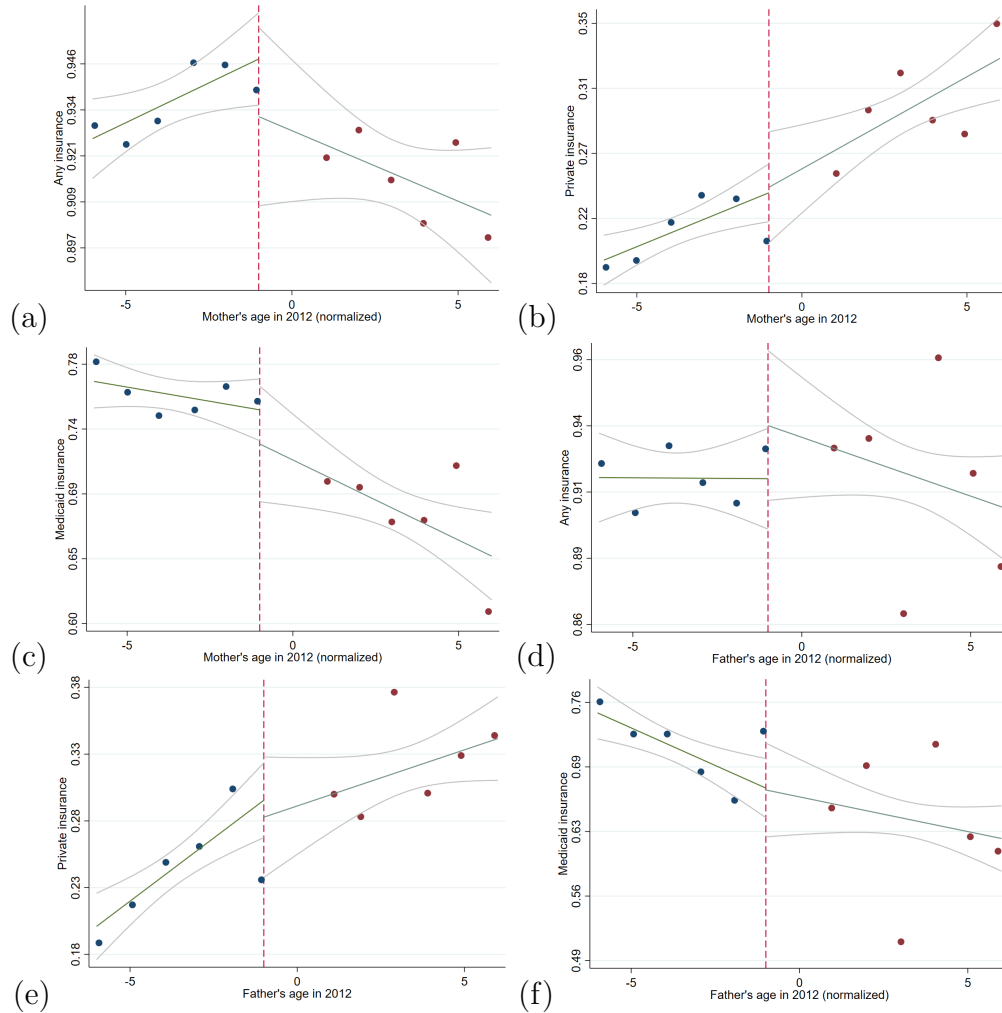 Any insurance
0.946
0.934
0.921
0.909
0.897
-5
0
5
Mother's age in 2012 (normalized)
(a)
Private insurance
0.35
0.31
0.27
0.22
0.18
-5
0
5
Mother's age in 2012
(b)
Medicaid insurance
0.78
0.74
0.69
0.65
0.60
-5
0
5
Mother's age in 2012 (normalized)
(c)
Any insurance
0.96
0.94
0.91
0.89
0.86
-5
0
5
Father's age in 2012 (normalized)
(d)
Private insurance
0.38
0.33
0.28
0.23
0.18
-5
0
5
Father's age in 2012
(e)
Medicaid insurance
0.76
0.69
0.63
0.56
0.49
-5
0
5
Father's age in 2012 (normalized)
(f)